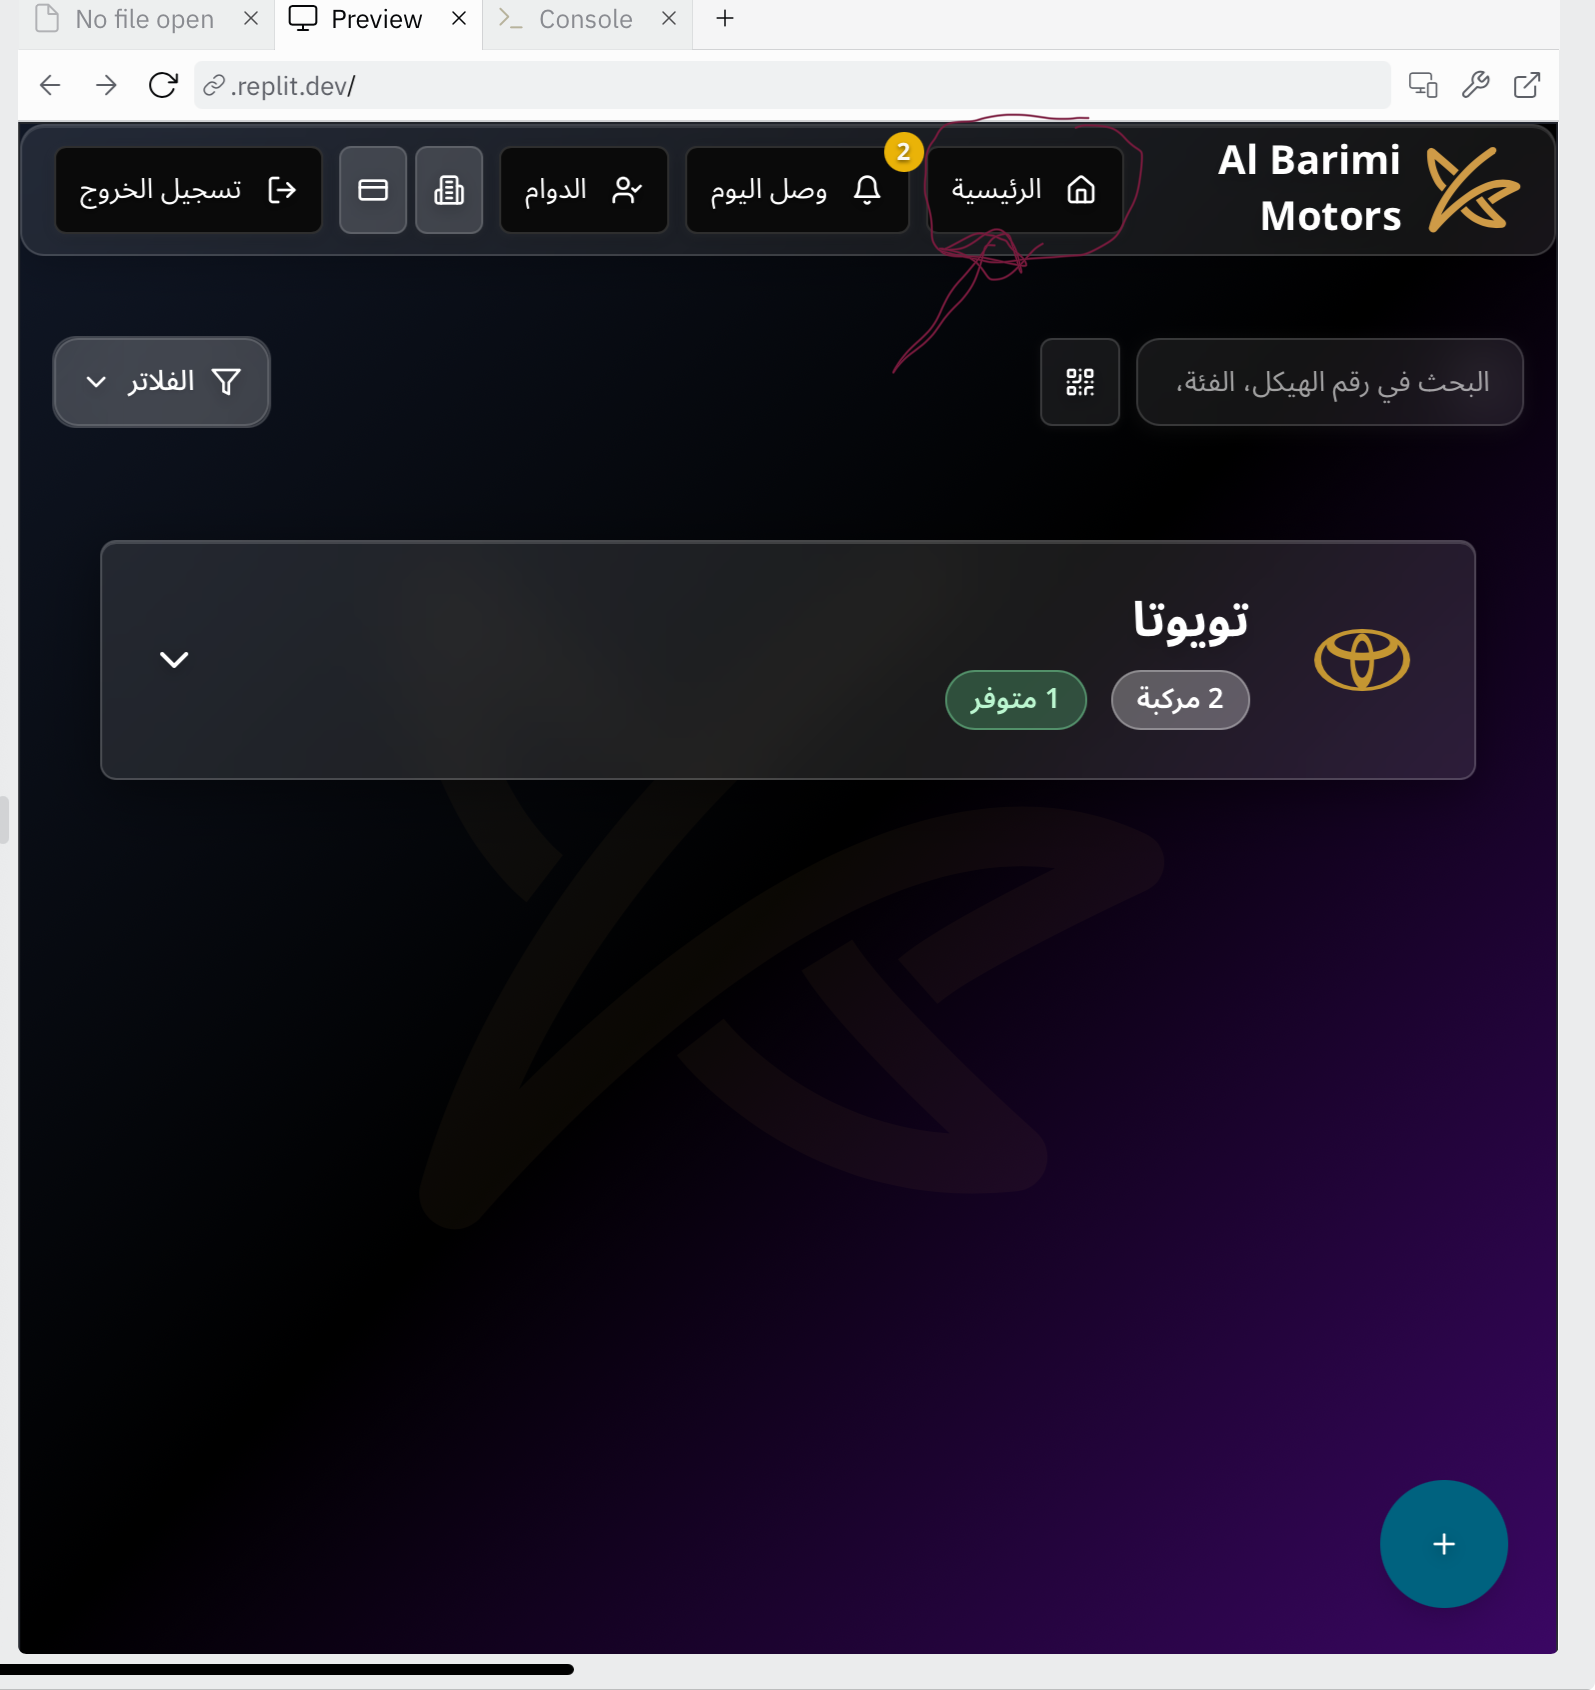 No file open
Preview
Console
.replit.dev/
Al Barimi
Motors
الرئيسية
2
وصل اليوم
الدوام
تسجيل الخروج
البحث في رقم الهيكل، الفئة،
الفلاتر
تويوتا
2 مركبة
1 متوفر